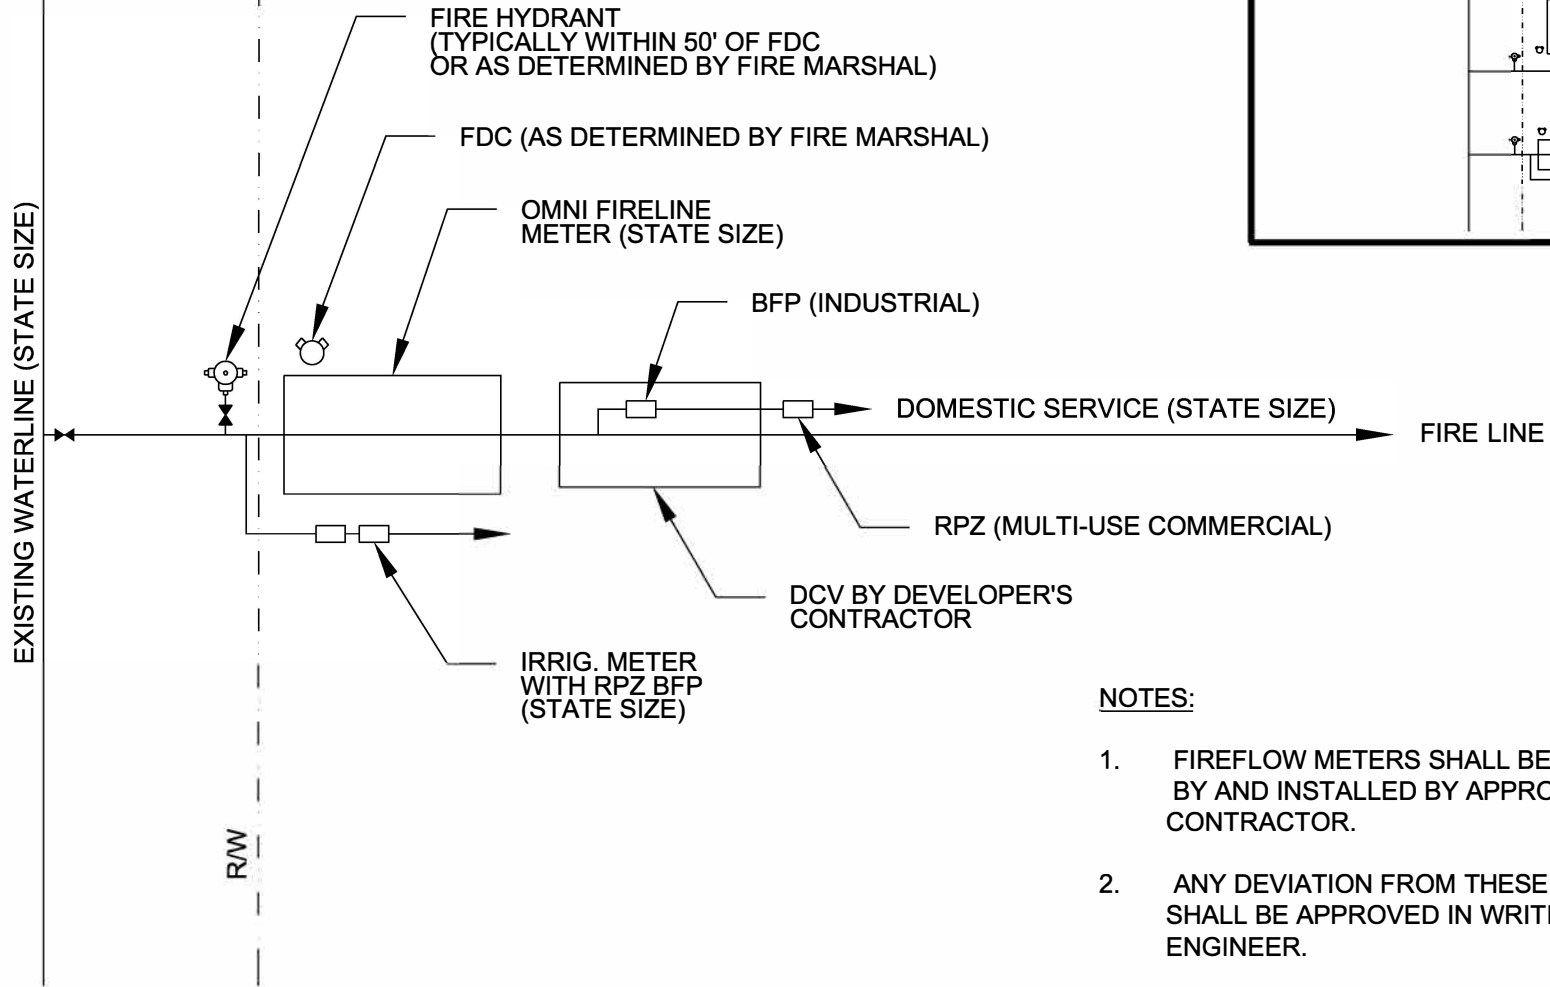 FIRE HYDRANT
(TYPICALLY WITHIN 50' OF FDC
OR AS DETERMINED BY FIRE MARSHAL)
FDC (AS DETERMINED BY FIRE MARSHAL)
OMNI FIRELINE
METER (STATE SIZE)
BFP (INDUSTRIAL)
DOMESTIC SERVICE (STATE SIZE)
FIRE LINE
EXISTING WATERLINE (STATE SIZE)
RPZ (MULTI-USE COMMERCIAL)
DCV BY DEVELOPER'S
CONTRACTOR
IRRIG. METER
WITH RPZ BFP
(STATE SIZE)
R/W
NOTES:
1. FIREFLOW METERS SHALL BE
BY AND INSTALLED BY APPRO
CONTRACTOR.
2. ANY DEVIATION FROM THESE
SHALL BE APPROVED IN WRITI
ENGINEER.